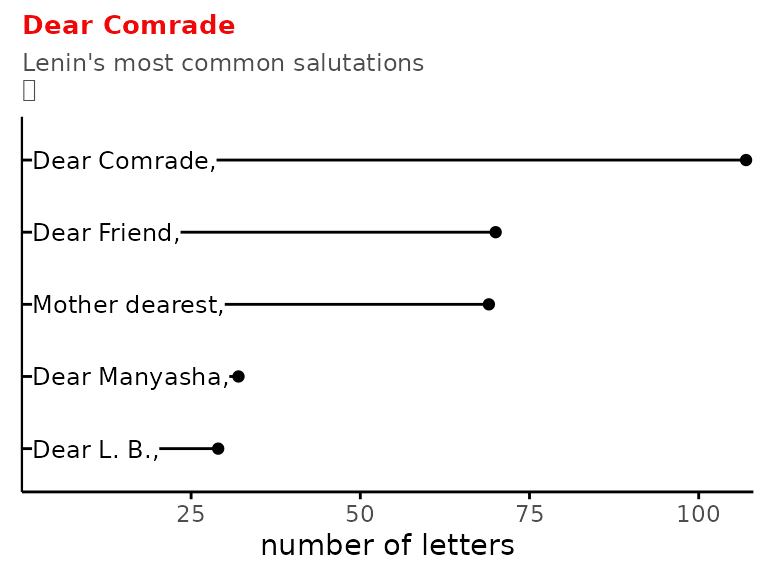 Dear Comrade
Lenin's most common salutations
Dear Comrade,
Dear Friend,
Mother dearest,
Dear Manyasha,
Dear L. B.,
25 50 75 100
number of letters